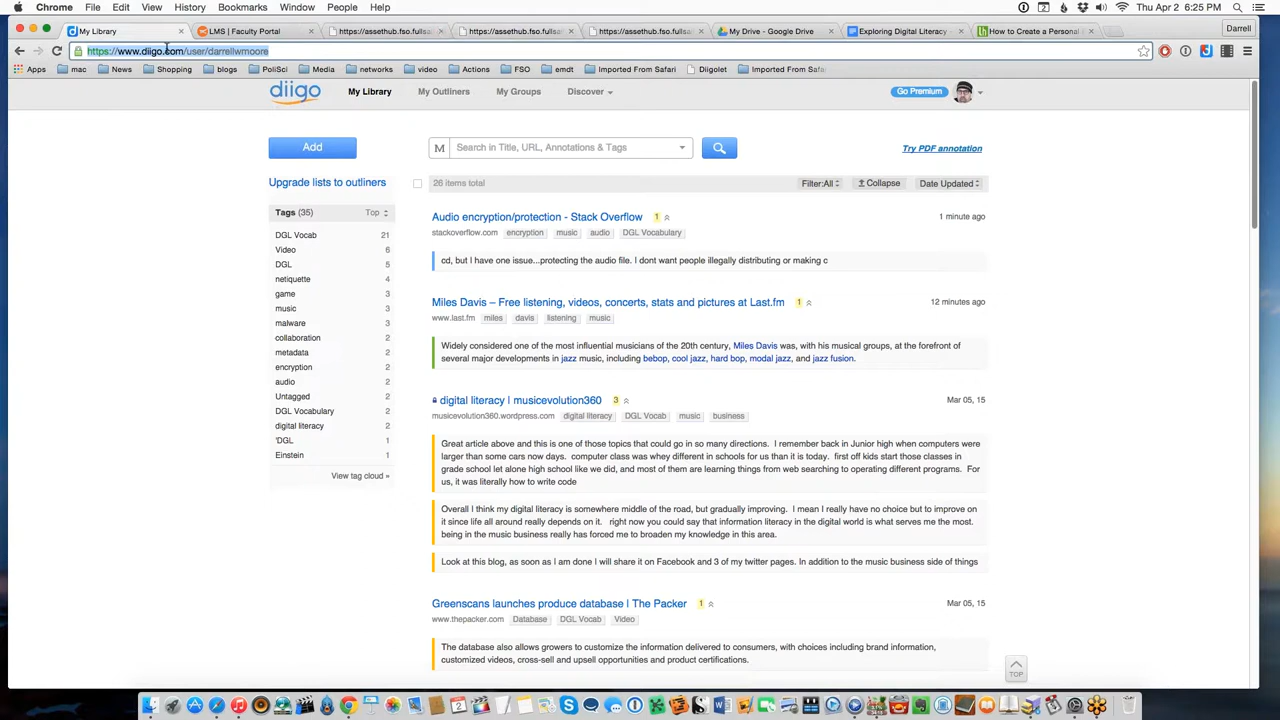 Chrome File Edit View History Bookmarks Window People Help Thu Apr 2 6:25 PM
My Library LMS | Faculty Portal https://assethub.fso.fullsa https://assethub.fso.fullsa https://assethub.fso.fullsa My Drive - Google Drive Exploring Digital Literacy How to Create a Personal Darrell
https://www.diigo.com/user/darrellwmoore
Apps mac News Shopping blogs PoliSci Media networks video Actions FSO emdt Imported From Safari Diigolet Imported From Safa
diigo My Library My Outliners My Groups Discover Go Premium
Add M Search in Title, URL, Annotations & Tags Try PDF annotation
Upgrade lists to outliners 26 items total Filter:All Collapse Date Updated
Tags (35) Top
DGL Vocab 21
Video 6
DGL 5
netiquette 4
game 3
music 3
malware 3
collaboration 2
metadata 2
encryption 2
audio 2
Untagged 2
DGL Vocabulary 2
digital literacy 2
'DGL 1
Einstein 1
View tag cloud »
Audio encryption/protection - Stack Overflow 1 1 minute ago
stackoverflow.com encryption music audio DGL Vocabulary
cd, but I have one issue...protecting the audio file. I dont want people illegally distributing or making c
Miles Davis – Free listening, videos, concerts, stats and pictures at Last.fm 1 12 minutes ago
www.last.fm miles davis listening music
Widely considered one of the most influential musicians of the 20th century, Miles Davis was, with his musical groups, at the forefront of
several major developments in jazz music, including bebop, cool jazz, hard bop, modal jazz, and jazz fusion.
digital literacy | musicevolution360 3 Mar 05, 15
musicevolution360.wordpress.com digital literacy DGL Vocab music business
Great article above and this is one of those topics that could go in so many directions. I remember back in Junior high when computers were
larger than some cars now days. computer class was whey different in schools for us than it is today. first off kids start those classes in
grade school let alone high school like we did, and most of them are learning things from web searching to operating different programs. For
us, it was literally how to write code
Overall I think my digital literacy is somewhere middle of the road, but gradually improving. I mean I really have no choice but to improve on
it since life all around really depends on it. right now you could say that information literacy in the digital world is what serves me the most.
being in the music business really has forced me to broaden my knowledge in this area.
Look at this blog, as soon as I am done I will share it on Facebook and 3 of my twitter pages. In addition to the music business side of things
Greenscans launches produce database | The Packer 1 Mar 05, 15
www.thepacker.com Database DGL Vocab Video
The database also allows growers to customize the information delivered to consumers, with choices including brand information,
customized videos, cross-sell and upsell opportunities and product certifications.
TOP